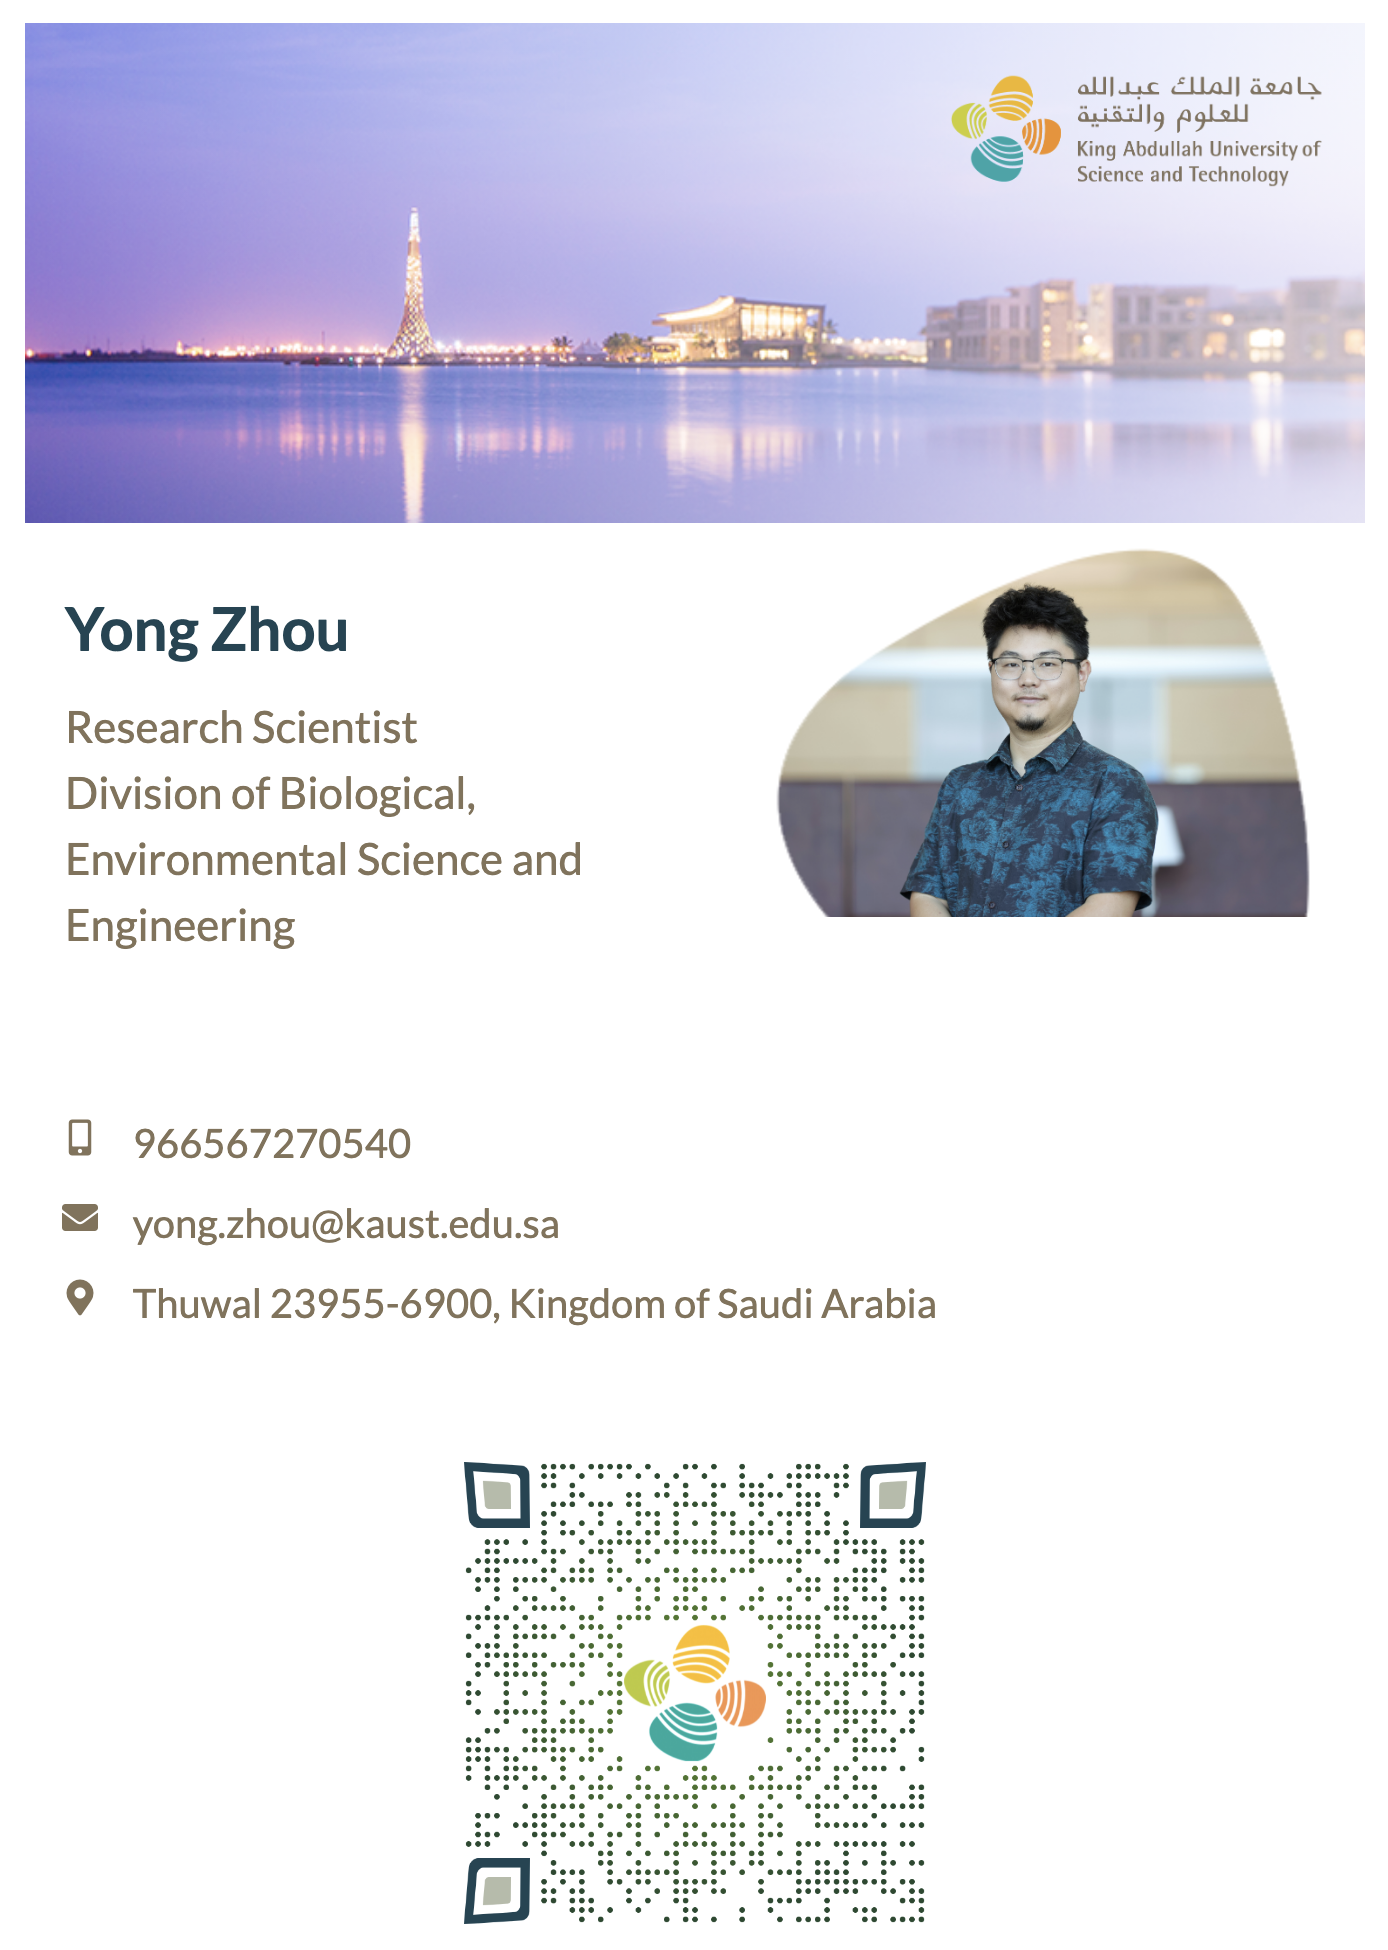 جامعة الملك عبدالله
للعلوم والتقنية
King Abdullah University of
Science and Technology
Yong Zhou
Research Scientist
Division of Biological,
Environmental Science and
Engineering
966567270540
yong.zhou@kaust.edu.sa
Thuwal 23955-6900, Kingdom of Saudi Arabia